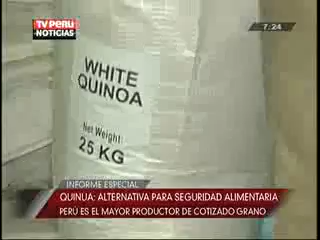 TV PERÚ
NOTICIAS
7:24
WHITE
QUINOA
Net Weight:
25 KG
INFORME ESPECIAL
QUINUA: ALTERNATIVA PARA SEGURIDAD ALIMENTARIA
PERÚ ES EL MAYOR PRODUCTOR DE COTIZADO GRANO